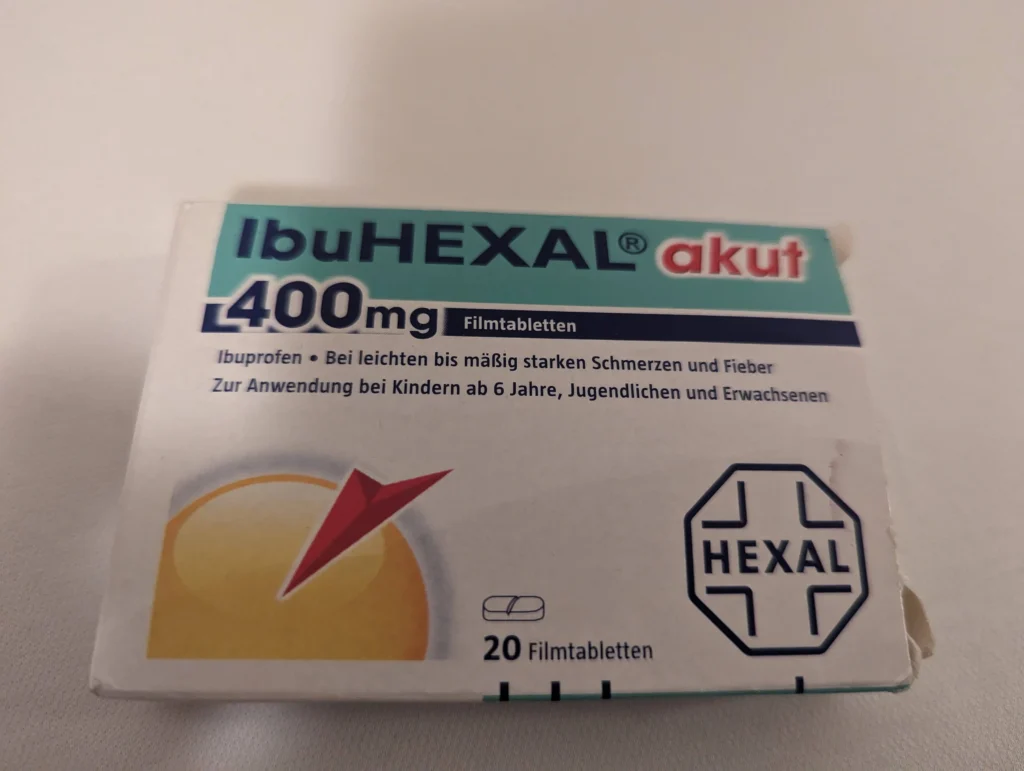 IbuHEXAL® akut
400mg Filmtabletten
Ibuprofen • Bei leichten bis mäßig starken Schmerzen und Fieber
Zur Anwendung bei Kindern ab 6 Jahre, Jugendlichen und Erwachsenen
HEXAL
20 Filmtabletten